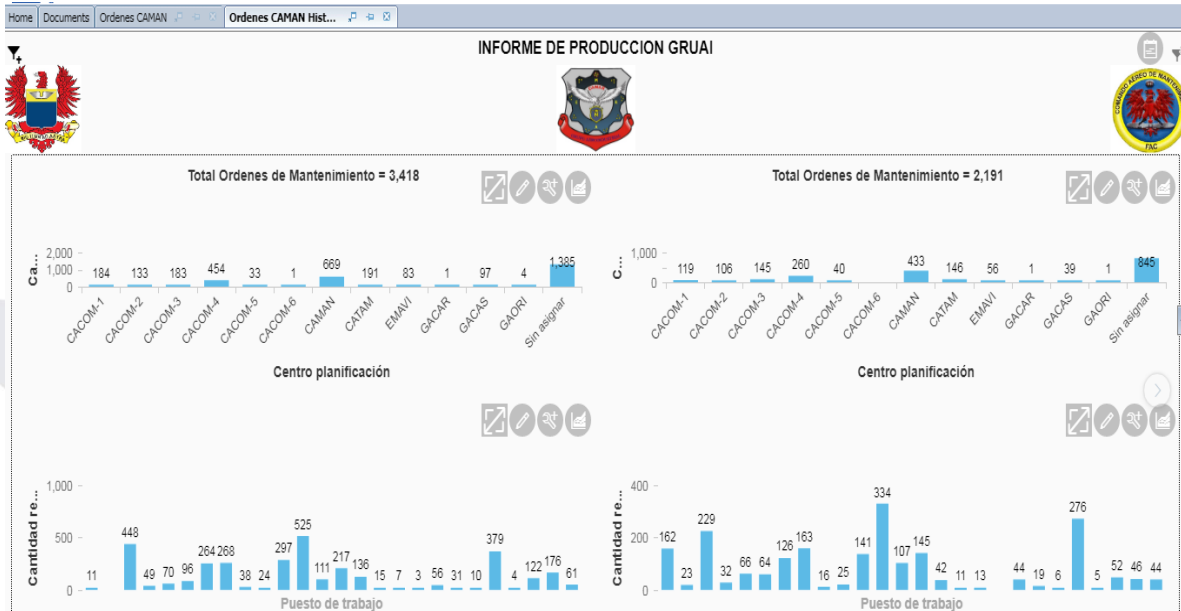 Home Documents Ordenes CAMAN Ordenes CAMAN Hist...
INFORME DE PRODUCCION GRUAI
CAMAN
COMANDO AEREO DE MANTENIMI
FAC
Total Ordenes de Mantenimiento = 3,418
Ca...
2,000
1,000
0
184 133 183 454 33 1 669 191 83 1 97 4 1,385
CACOM-1 CACOM-2 CACOM-3 CACOM-4 CACOM-5 CACOM-6 CAMAN CATAM EMAVI GACAR GACAS GAORI Sin asignar
Centro planificación
Total Ordenes de Mantenimiento = 2,191
C...
1,000
0
119 106 145 260 40 433 146 56 1 39 1 845
CACOM-1 CACOM-2 CACOM-3 CACOM-4 CACOM-5 CACOM-6 CAMAN CATAM EMAVI GACAR GACAS GAORI Sin asignar
Centro planificación
Cantidad re...
1,000
500
0
11 448 49 70 96 264 268 38 24 297 525 111 217 136 15 7 3 56 31 10 379 4 122 176 61
Puesto de trabajo
Cantidad re...
400
200
0
162 23 229 32 66 64 126 163 16 25 141 334 107 145 42 11 13 44 19 6 276 5 52 46 44
Puesto de trabajo